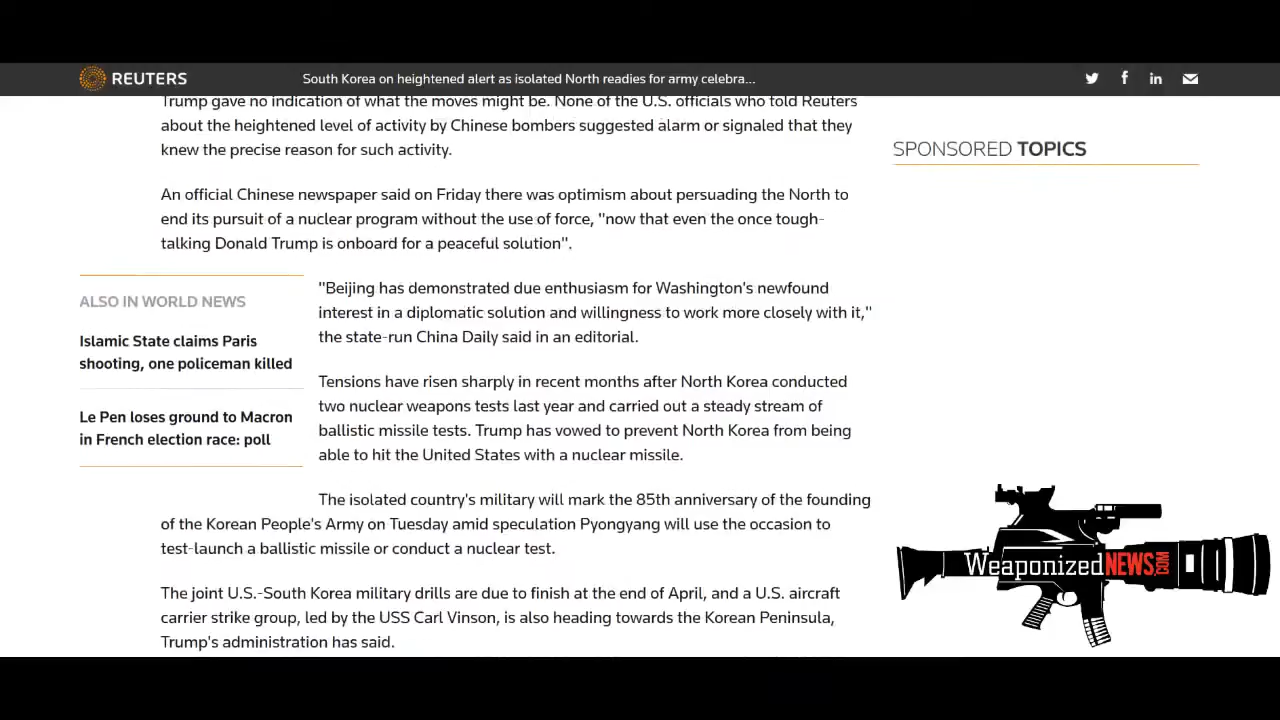 REUTERS
South Korea on heightened alert as isolated North readies for army celebra...
Trump gave no indication of what the moves might be. None of the U.S. officials who told Reuters
about the heightened level of activity by Chinese bombers suggested alarm or signaled that they
knew the precise reason for such activity.
SPONSORED TOPICS
An official Chinese newspaper said on Friday there was optimism about persuading the North to
end its pursuit of a nuclear program without the use of force, "now that even the once tough-
talking Donald Trump is onboard for a peaceful solution".
ALSO IN WORLD NEWS
Islamic State claims Paris
shooting, one policeman killed
Le Pen loses ground to Macron
in French election race: poll
"Beijing has demonstrated due enthusiasm for Washington's newfound
interest in a diplomatic solution and willingness to work more closely with it,"
the state-run China Daily said in an editorial.
Tensions have risen sharply in recent months after North Korea conducted
two nuclear weapons tests last year and carried out a steady stream of
ballistic missile tests. Trump has vowed to prevent North Korea from being
able to hit the United States with a nuclear missile.
The isolated country's military will mark the 85th anniversary of the founding
of the Korean People's Army on Tuesday amid speculation Pyongyang will use the occasion to
test-launch a ballistic missile or conduct a nuclear test.
The joint U.S.-South Korea military drills are due to finish at the end of April, and a U.S. aircraft
carrier strike group, led by the USS Carl Vinson, is also heading towards the Korean Peninsula,
Trump's administration has said.
WeaponizedNEWS.COM